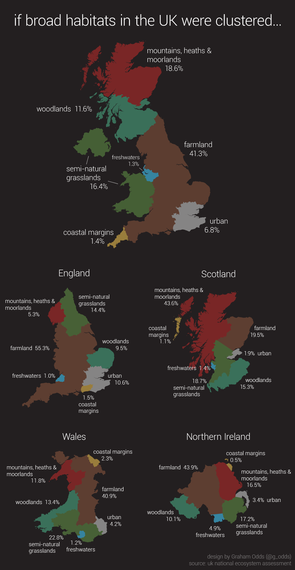 if broad habitats in the UK were clustered...
mountains, heaths &
moorlands
18.6%
woodlands 11.6%
farmland
41.3%
freshwaters
1.3%
semi-natural
grasslands
16.4%
urban
6.8%
coastal margins
1.4%
England
mountains, heaths &
moorlands
5.3%
semi-natural
grasslands
14.4%
woodlands
9.5%
farmland 55.3%
freshwaters 1.0%
urban
10.6%
1.5%
coastal
margins
Scotland
mountains, heaths &
moorlands
43.6%
coastal
margins
1.1%
farmland
19.5%
1.9% urban
freshwaters 1.4%
18.7%
semi-natural
grasslands
woodlands
15.3%
Wales
coastal margins
2.3%
mountains, heaths &
moorlands
11.8%
farmland
40.9%
woodlands 13.4%
urban
4.2%
22.8%
semi-natural
grasslands
1.2%
freshwaters
Northern Ireland
coastal margins
0.5%
farmland 43.9%
mountains, heaths &
moorlands
16.5%
3.4% urban
woodlands
10.1%
4.9%
freshwaters
17.2%
semi-natural
grasslands
design by Graham Odds (@g_odds)
source: uk national ecosystem assessment